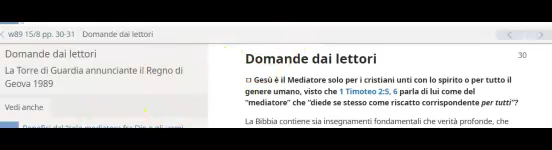 w89 15/8 pp. 30-31 Domande dai lettori
Domande dai lettori
La Torre di Guardia annunciante il Regno di
Geova 1989
Vedi anche
30
Domande dai lettori
◻ Gesù è il Mediatore solo per i cristiani unti con lo spirito o per tutto il
genere umano, visto che 1 Timoteo 2:5, 6 parla di lui come del
“mediatore” che “diede se stesso come riscatto corrispondente per tutti”?
La Bibbia contiene sia insegnamenti fondamentali che verità profonde, che